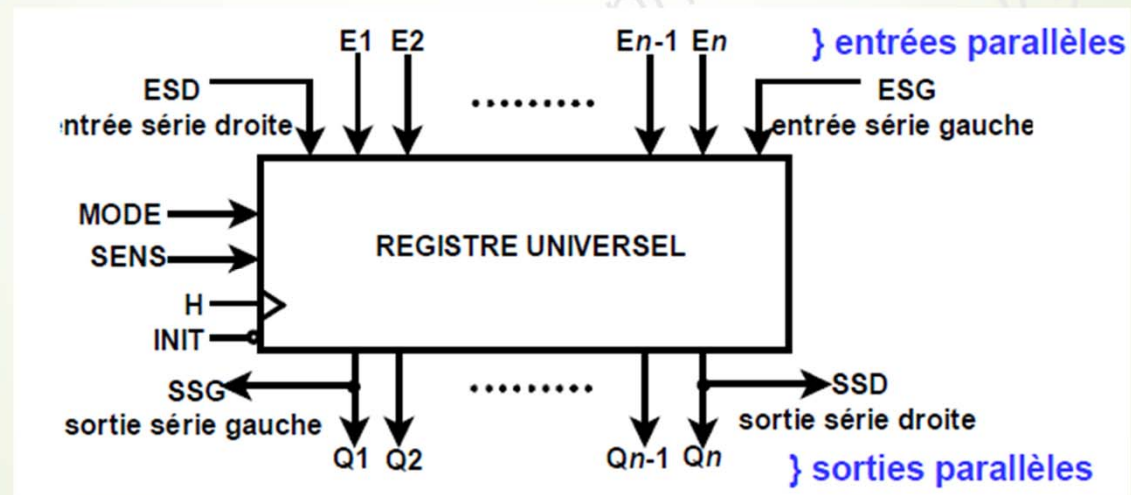 E1 E2 En-1 En } entrées parallèles
ESD ......... ESG
entrée série droite entrée série gauche
MODE
REGISTRE UNIVERSEL
SENS
H
INIT
SSG ......... SSD
sortie série gauche sortie série droite
Q1 Q2 Qn-1 Qn
} sorties parallèles